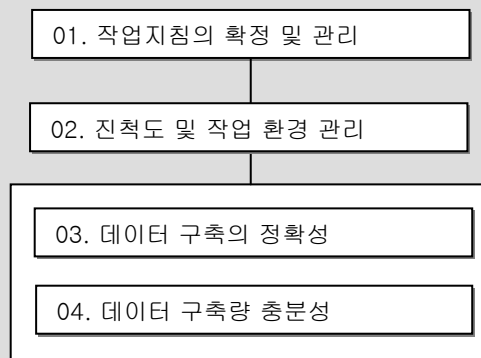 01. 작업지침의 확정 및 관리
02. 진척도 및 작업 환경 관리
03. 데이터 구축의 정확성
04. 데이터 구축량 충분성